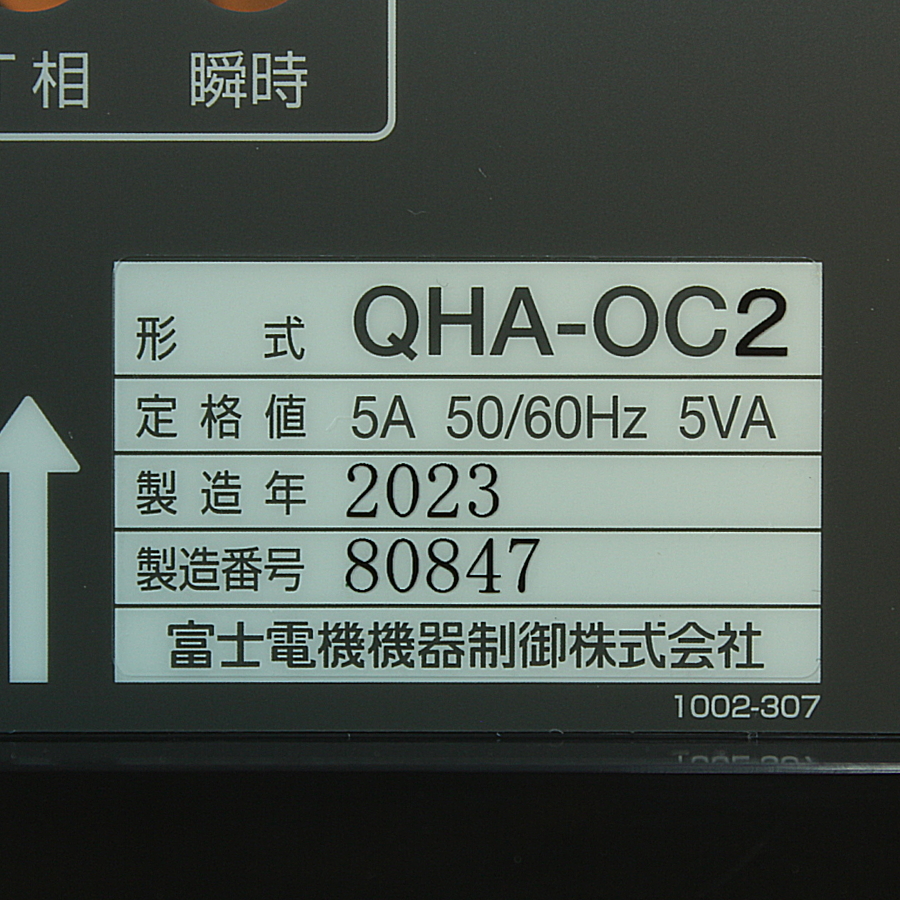 T相 瞬時
形 式 QHA-OC2
定格値 5A 50/60Hz 5VA
製造年 2023
製造番号 80847
富士電機機器制御株式会社
1002-307